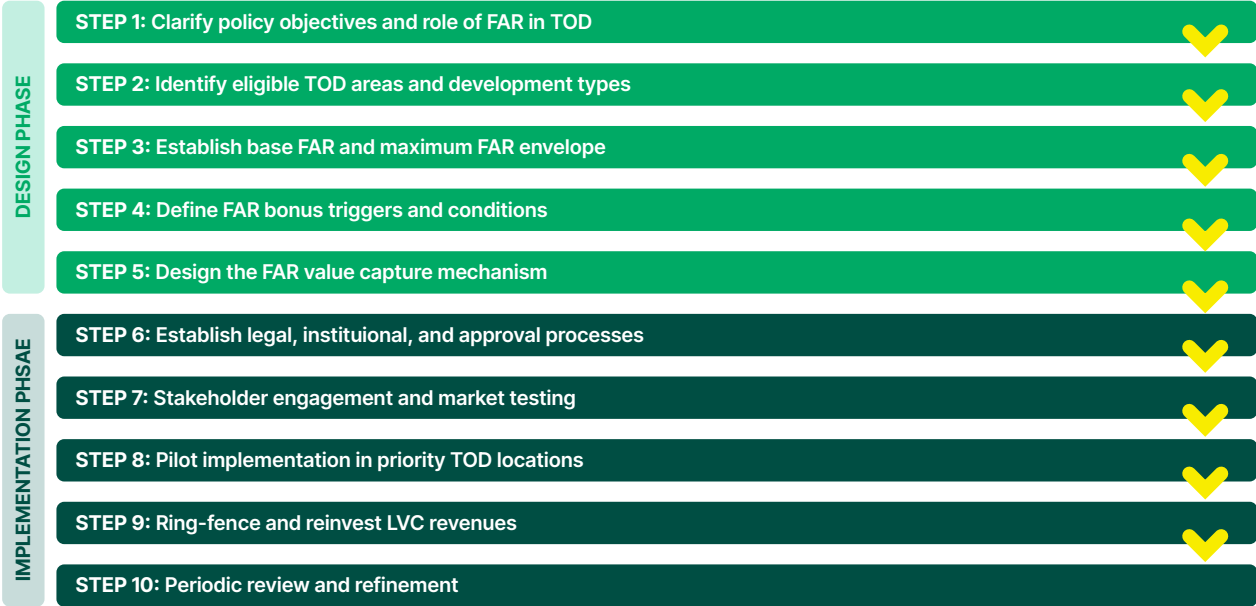 DESIGN PHASE
STEP 1: Clarify policy objectives and role of FAR in TOD
STEP 2: Identify eligible TOD areas and development types
STEP 3: Establish base FAR and maximum FAR envelope
STEP 4: Define FAR bonus triggers and conditions
STEP 5: Design the FAR value capture mechanism
IMPLEMENTATION PHSAE
STEP 6: Establish legal, instituional, and approval processes
STEP 7: Stakeholder engagement and market testing
STEP 8: Pilot implementation in priority TOD locations
STEP 9: Ring-fence and reinvest LVC revenues
STEP 10: Periodic review and refinement